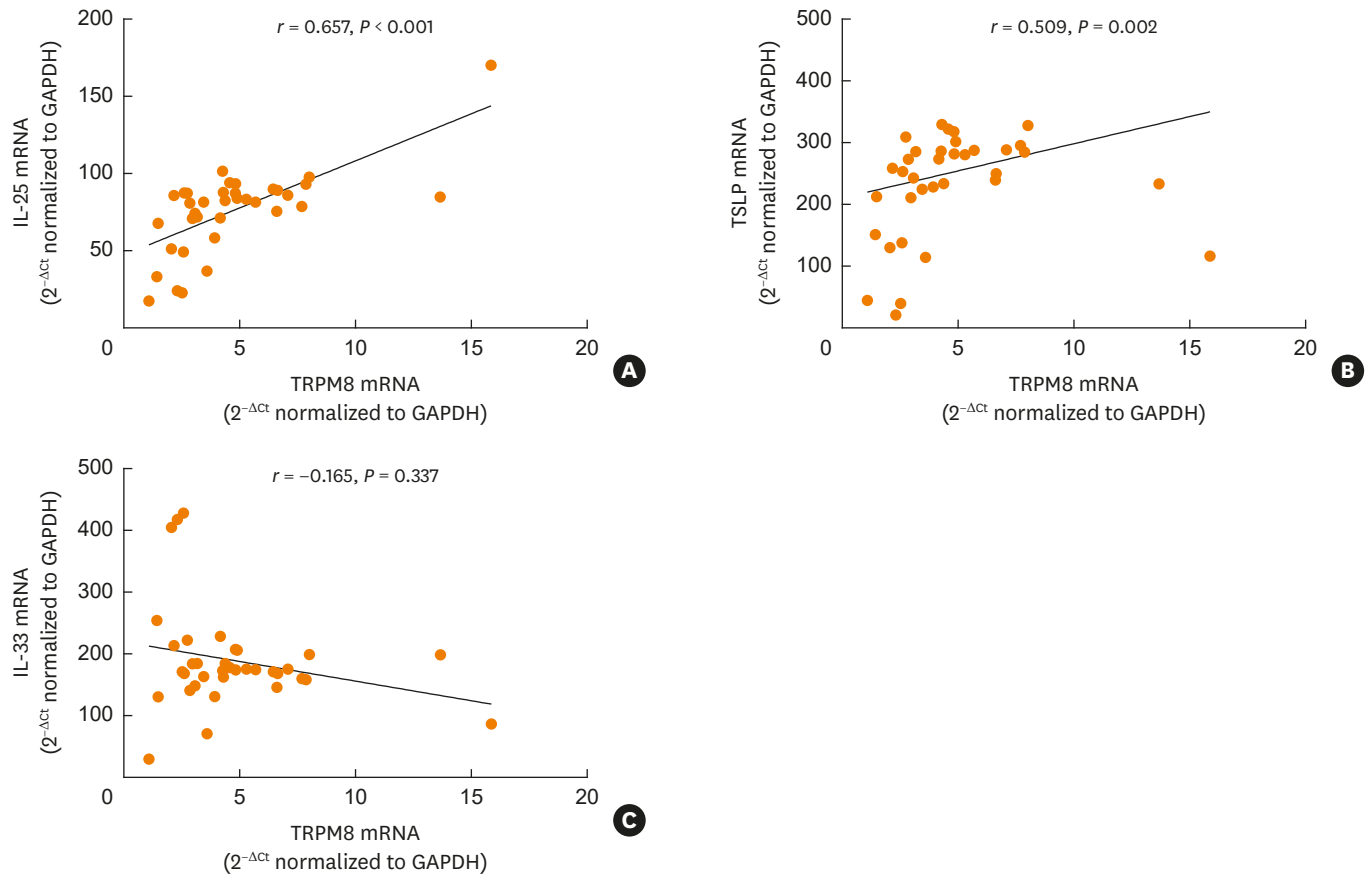 r = 0.657, P < 0.001
IL-25 mRNA
(2^−ΔCt normalized to GAPDH)
200
150
100
50
0
5
10
15
20
TRPM8 mRNA
(2^−ΔCt normalized to GAPDH)
A
r = 0.509, P = 0.002
TSLP mRNA
(2^−ΔCt normalized to GAPDH)
500
400
300
200
100
0
5
10
15
20
TRPM8 mRNA
(2^−ΔCt normalized to GAPDH)
B
r = −0.165, P = 0.337
IL-33 mRNA
(2^−ΔCt normalized to GAPDH)
500
400
300
200
100
0
5
10
15
20
TRPM8 mRNA
(2^−ΔCt normalized to GAPDH)
C